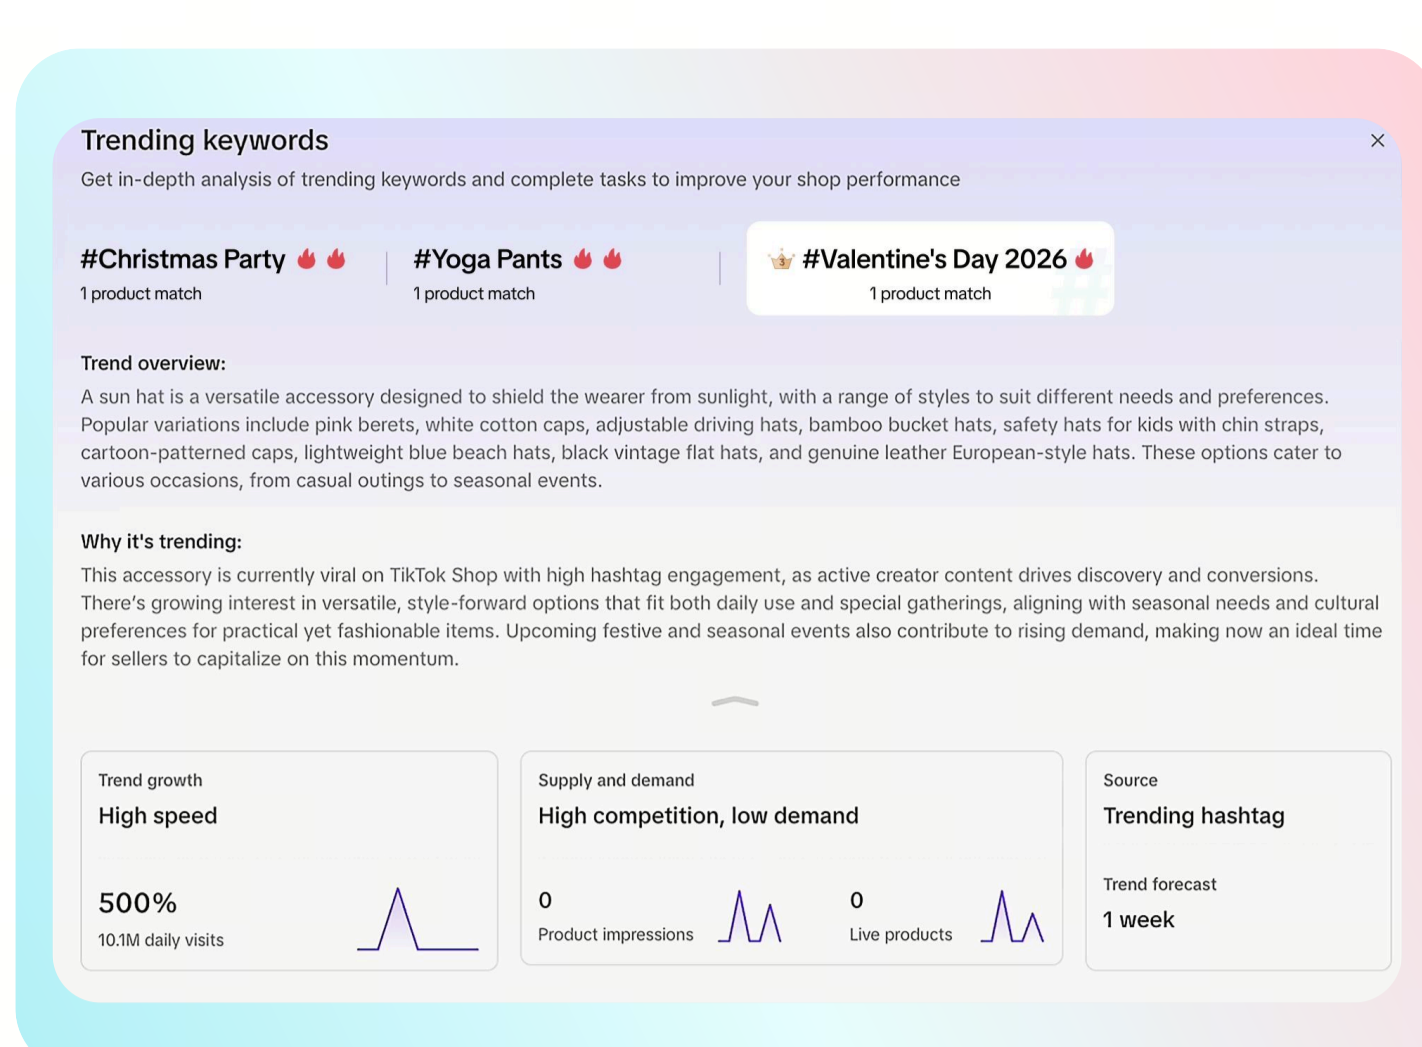 Trending keywords
Get in-depth analysis of trending keywords and complete tasks to improve your shop performance
#Christmas Party
1 product match
#Yoga Pants
1 product match
3
#Valentine's Day 2026
1 product match
#
Trend overview:
A sun hat is a versatile accessory designed to shield the wearer from sunlight, with a range of styles to suit different needs and preferences.
Popular variations include pink berets, white cotton caps, adjustable driving hats, bamboo bucket hats, safety hats for kids with chin straps,
cartoon-patterned caps, lightweight blue beach hats, black vintage flat hats, and genuine leather European-style hats. These options cater to
various occasions, from casual outings to seasonal events.
Why it's trending:
This accessory is currently viral on TikTok Shop with high hashtag engagement, as active creator content drives discovery and conversions.
There’s growing interest in versatile, style-forward options that fit both daily use and special gatherings, aligning with seasonal needs and cultural
preferences for practical yet fashionable items. Upcoming festive and seasonal events also contribute to rising demand, making now an ideal time
for sellers to capitalize on this momentum.
Trend growth
High speed
500%
10.1M daily visits
Supply and demand
High competition, low demand
0
Product impressions
0
Live products
Source
Trending hashtag
Trend forecast
1 week